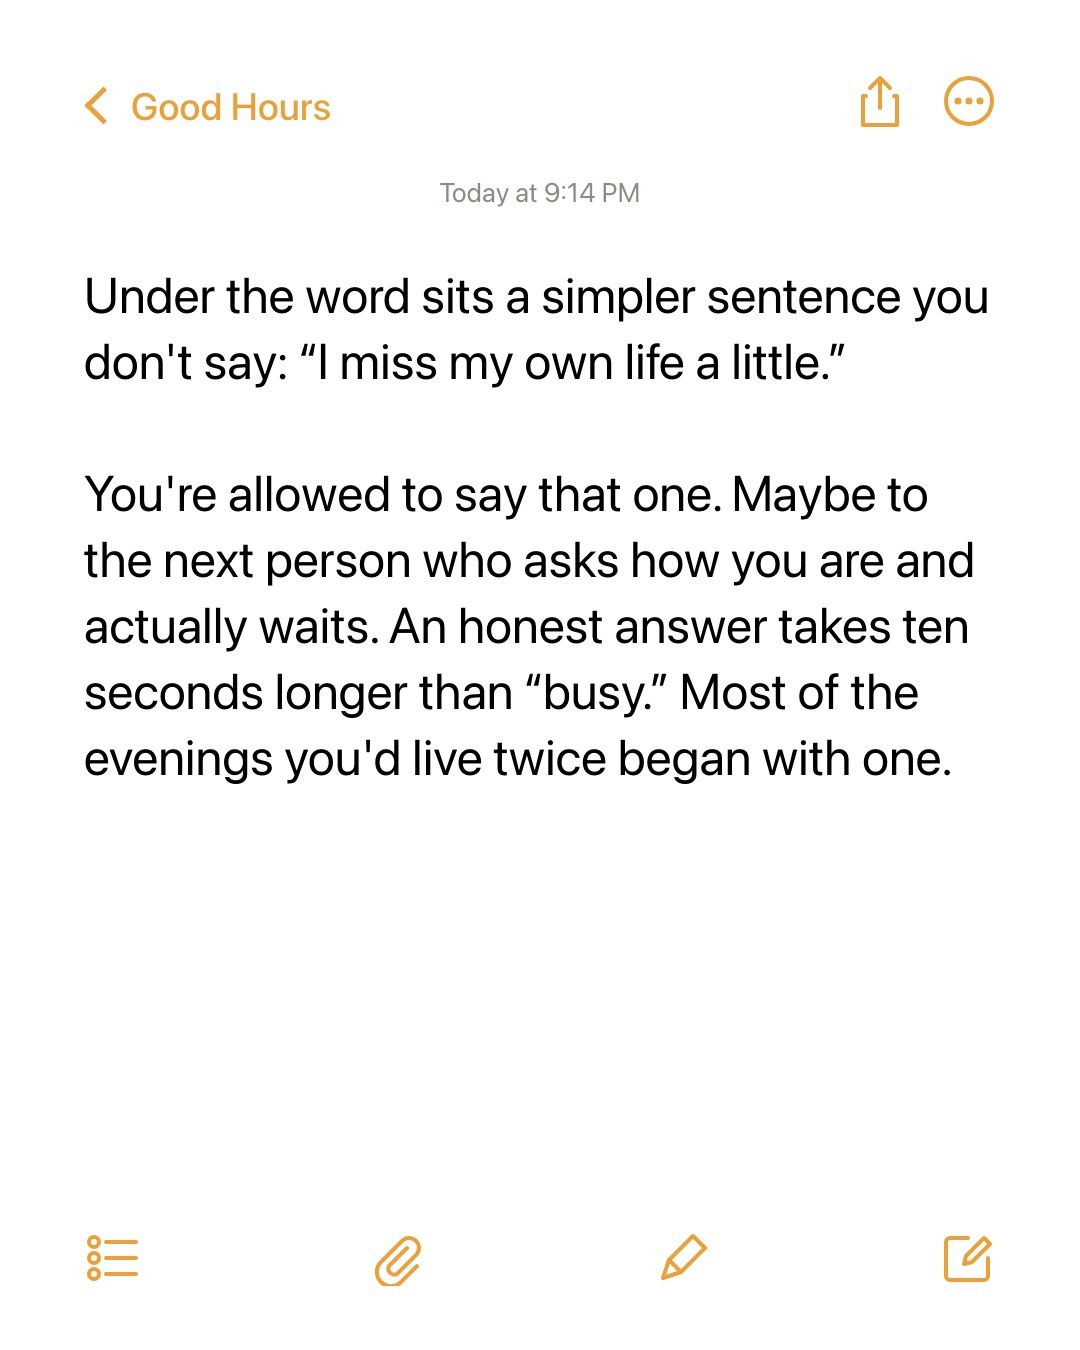 Good Hours
Today at 9:14 PM
Under the word sits a simpler sentence you
don't say: “I miss my own life a little.”
You're allowed to say that one. Maybe to
the next person who asks how you are and
actually waits. An honest answer takes ten
seconds longer than “busy.” Most of the
evenings you'd live twice began with one.